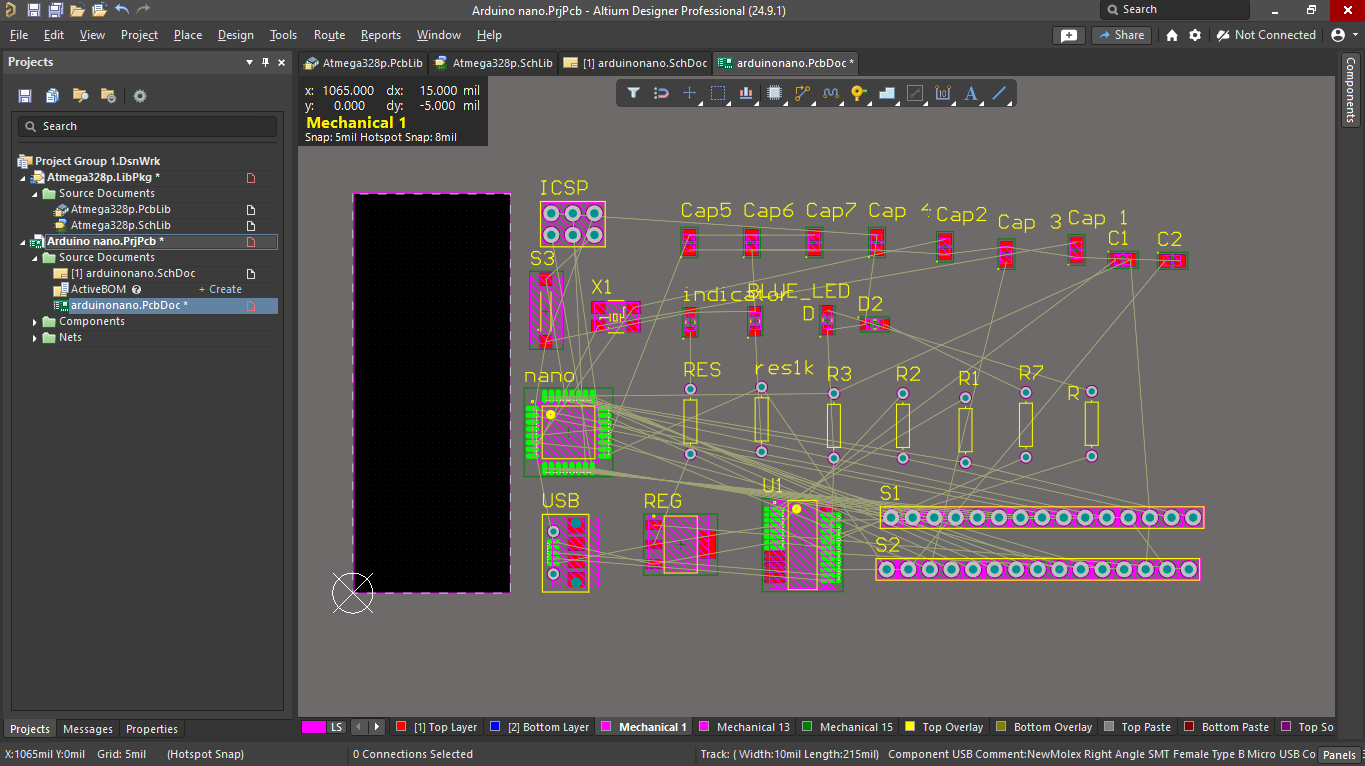 Arduino nano.PrjPcb - Altium Designer Professional (24.9.1)
Search
File Edit View Project Place Design Tools Route Reports Window Help
Share
Not Connected
Projects
Atmega328p.PcbLib
Atmega328p.SchLib
[1] arduinonano.SchDoc
arduinonano.PcbDoc *
Components
x: 1065.000 dx: 15.000 mil
y: 0.000 dy: -5.000 mil
Mechanical 1
Snap: 5mil Hotspot Snap: 8mil
Search
Project Group 1.DsnWrk
Atmega328p.LibPkg *
Source Documents
Atmega328p.PcbLib
Atmega328p.SchLib
Arduino nano.PrjPcb *
Source Documents
[1] arduinonano.SchDoc
ActiveBOM + Create
arduinonano.PcbDoc *
Components
Nets
ICSP
Cap5 Cap6 Cap7 Cap 4 Cap2 Cap 3 Cap 1
C1 C2
S3
X1
indicator BLUE_LED
D D2
nano
RES res1k R3 R2 R1 R7 R
USB REG U1 S1
S2
LS
[1] Top Layer [2] Bottom Layer Mechanical 1 Mechanical 13 Mechanical 15 Top Overlay Bottom Overlay Top Paste Bottom Paste Top So
Projects Messages Properties
X:1065mil Y:0mil Grid: 5mil (Hotspot Snap)
0 Connections Selected
Track: ( Width:10mil Length:215mil) Component USB Comment:NewMolex Right Angle SMT Female Type B Micro USB Co
Panels